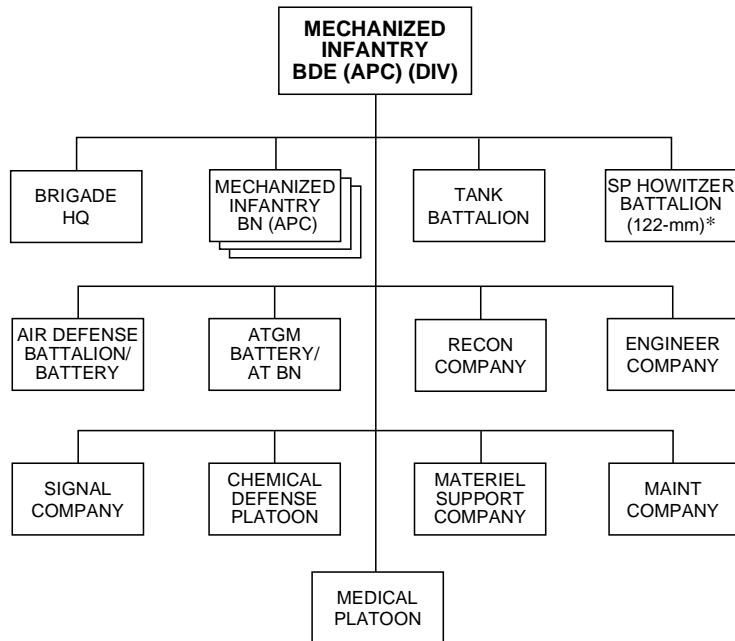 MECHANIZED
INFANTRY
BDE (APC) (DIV)
BRIGADE
HQ
MECHANIZED
INFANTRY
BN (APC)
TANK
BATTALION
SP HOWITZER
BATTALION
(122-mm)*
AIR DEFENSE
BATTALION/
BATTERY
ATGM
BATTERY/
AT BN
RECON
COMPANY
ENGINEER
COMPANY
SIGNAL
COMPANY
CHEMICAL
DEFENSE
PLATOON
MATERIEL
SUPPORT
COMPANY
MAINT
COMPANY
MEDICAL
PLATOON